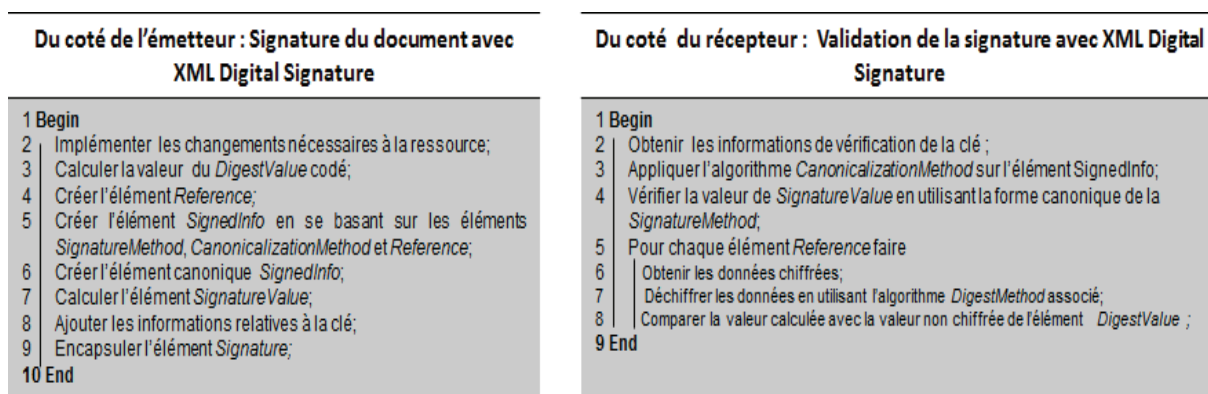 Du coté de l'émetteur : Signature du document avec
XML Digital Signature
1 Begin
2 Implémenter les changements nécessaires à la ressource;
3 Calculer la valeur du DigestValue codé;
4 Créer l'élément Reference;
5 Créer l'élément SignedInfo en se basant sur les éléments
SignatureMethod, CanonicalizationMethod et Reference;
6 Créer l'élément canonique SignedInfo;
7 Calculer l'élément SignatureValue;
8 Ajouter les informations relatives à la clé;
9 Encapsuler l'élément Signature;
10 End
Du coté du récepteur : Validation de la signature avec XML Digital
Signature
1 Begin
2 Obtenir les informations de vérification de la clé ;
3 Appliquer l'algorithme CanonicalizationMethod sur l'élément SignedInfo;
4 Vérifier la valeur de SignatureValue en utilisant la forme canonique de la
SignatureMethod;
5 Pour chaque élément Reference faire
6 Obtenir les données chiffrées;
7 Déchiffrer les données en utilisant l'algorithme DigestMethod associé;
8 Comparer la valeur calculée avec la valeur non chiffrée de l'élément DigestValue ;
9 End